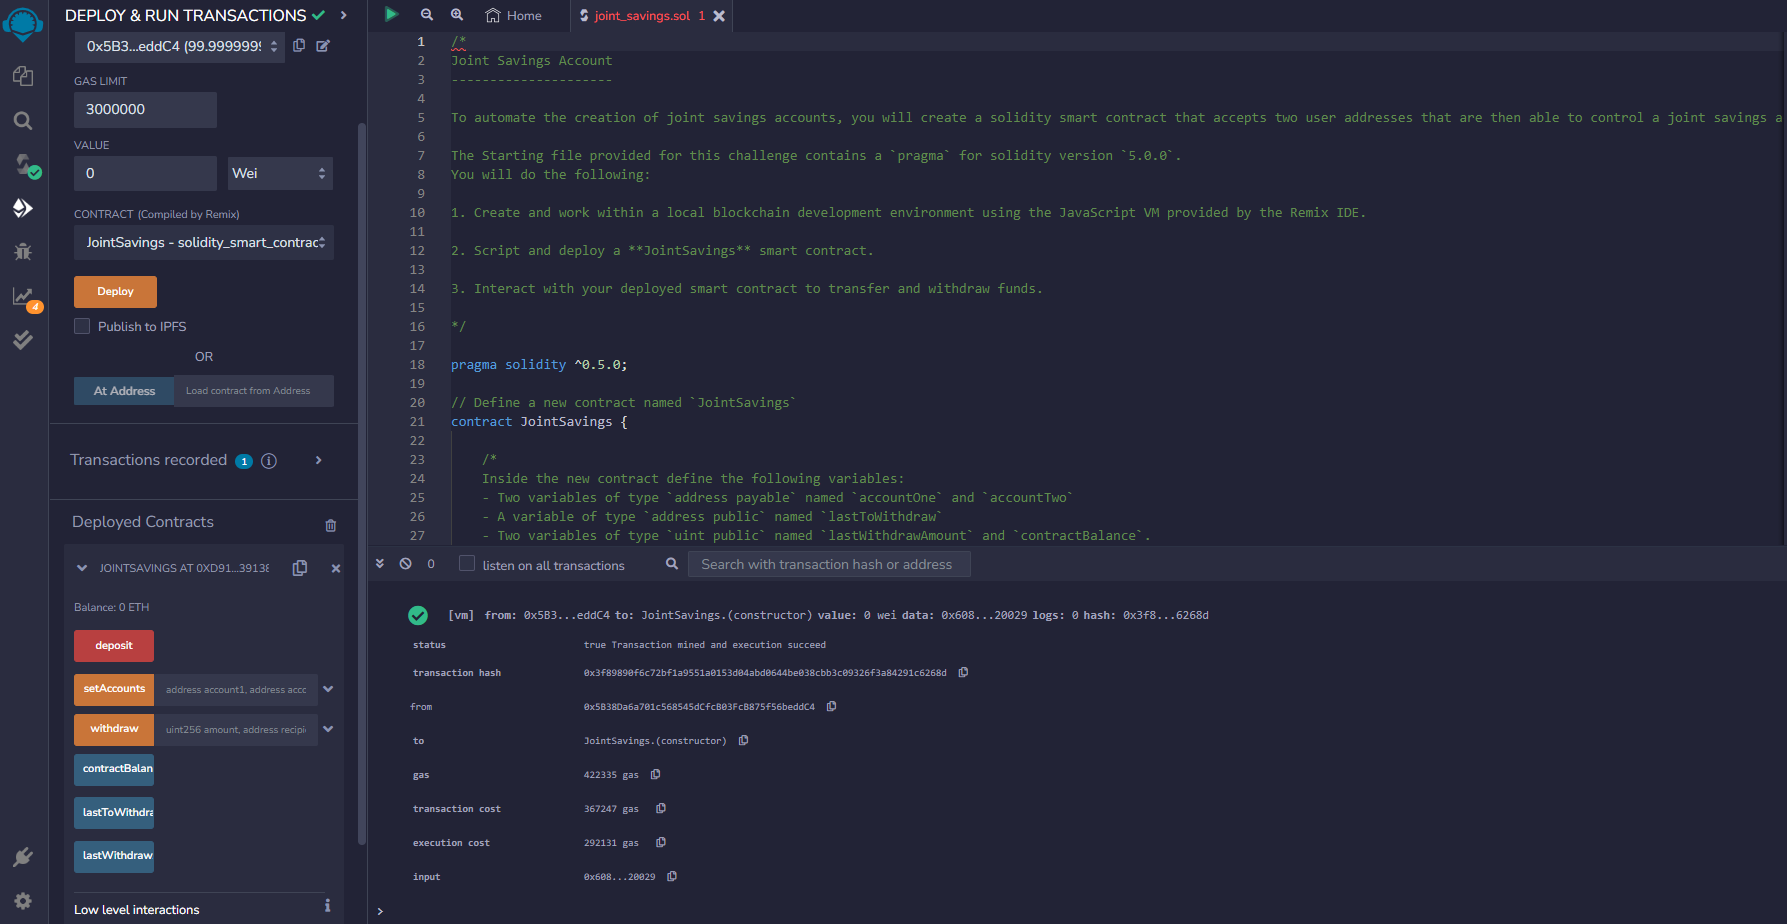 DEPLOY & RUN TRANSACTIONS
0x5B3...eddC4 (99.9999999
GAS LIMIT
3000000
VALUE
0
Wei
CONTRACT (Compiled by Remix)
JointSavings - solidity_smart_contrac
Deploy
Publish to IPFS
OR
At Address
Load contract from Address
Transactions recorded 1 i
Deployed Contracts
JOINTSAVINGS AT 0XD91...39138
Balance: 0 ETH
deposit
setAccounts
address account1, address acco
withdraw
uint256 amount, address recipi
contractBalan
lastToWithdra
lastWithdraw
Low level interactions
i
4
Home
joint_savings.sol 1
1 /*
2 Joint Savings Account
3 ---------------------
4
5 To automate the creation of joint savings accounts, you will create a solidity smart contract that accepts two user addresses that are then able to control a joint savings a
6
7 The Starting file provided for this challenge contains a `pragma` for solidity version `5.0.0`.
8 You will do the following:
9
10 1. Create and work within a local blockchain development environment using the JavaScript VM provided by the Remix IDE.
11
12 2. Script and deploy a **JointSavings** smart contract.
13
14 3. Interact with your deployed smart contract to transfer and withdraw funds.
15
16 */
17
18 pragma solidity ^0.5.0;
19
20 // Define a new contract named `JointSavings`
21 contract JointSavings {
22
23 /*
24 Inside the new contract define the following variables:
25 - Two variables of type `address payable` named `accountOne` and `accountTwo`
26 - A variable of type `address public` named `lastToWithdraw`
27 - Two variables of type `uint public` named `lastWithdrawAmount` and `contractBalance`.
0
listen on all transactions
Search with transaction hash or address
[vm] from: 0x5B3...eddC4 to: JointSavings.(constructor) value: 0 wei data: 0x608...20029 logs: 0 hash: 0x3f8...6268d
status true Transaction mined and execution succeed
transaction hash 0x3f89890f6c72bf1a9551a0153d04abd0644be038cbb3c09326f3a84291c6268d
from 0x5B38Da6a701c568545dCfcB03FcB875f56beddC4
to JointSavings.(constructor)
gas 422335 gas
transaction cost 367247 gas
execution cost 292131 gas
input 0x608...20029
>